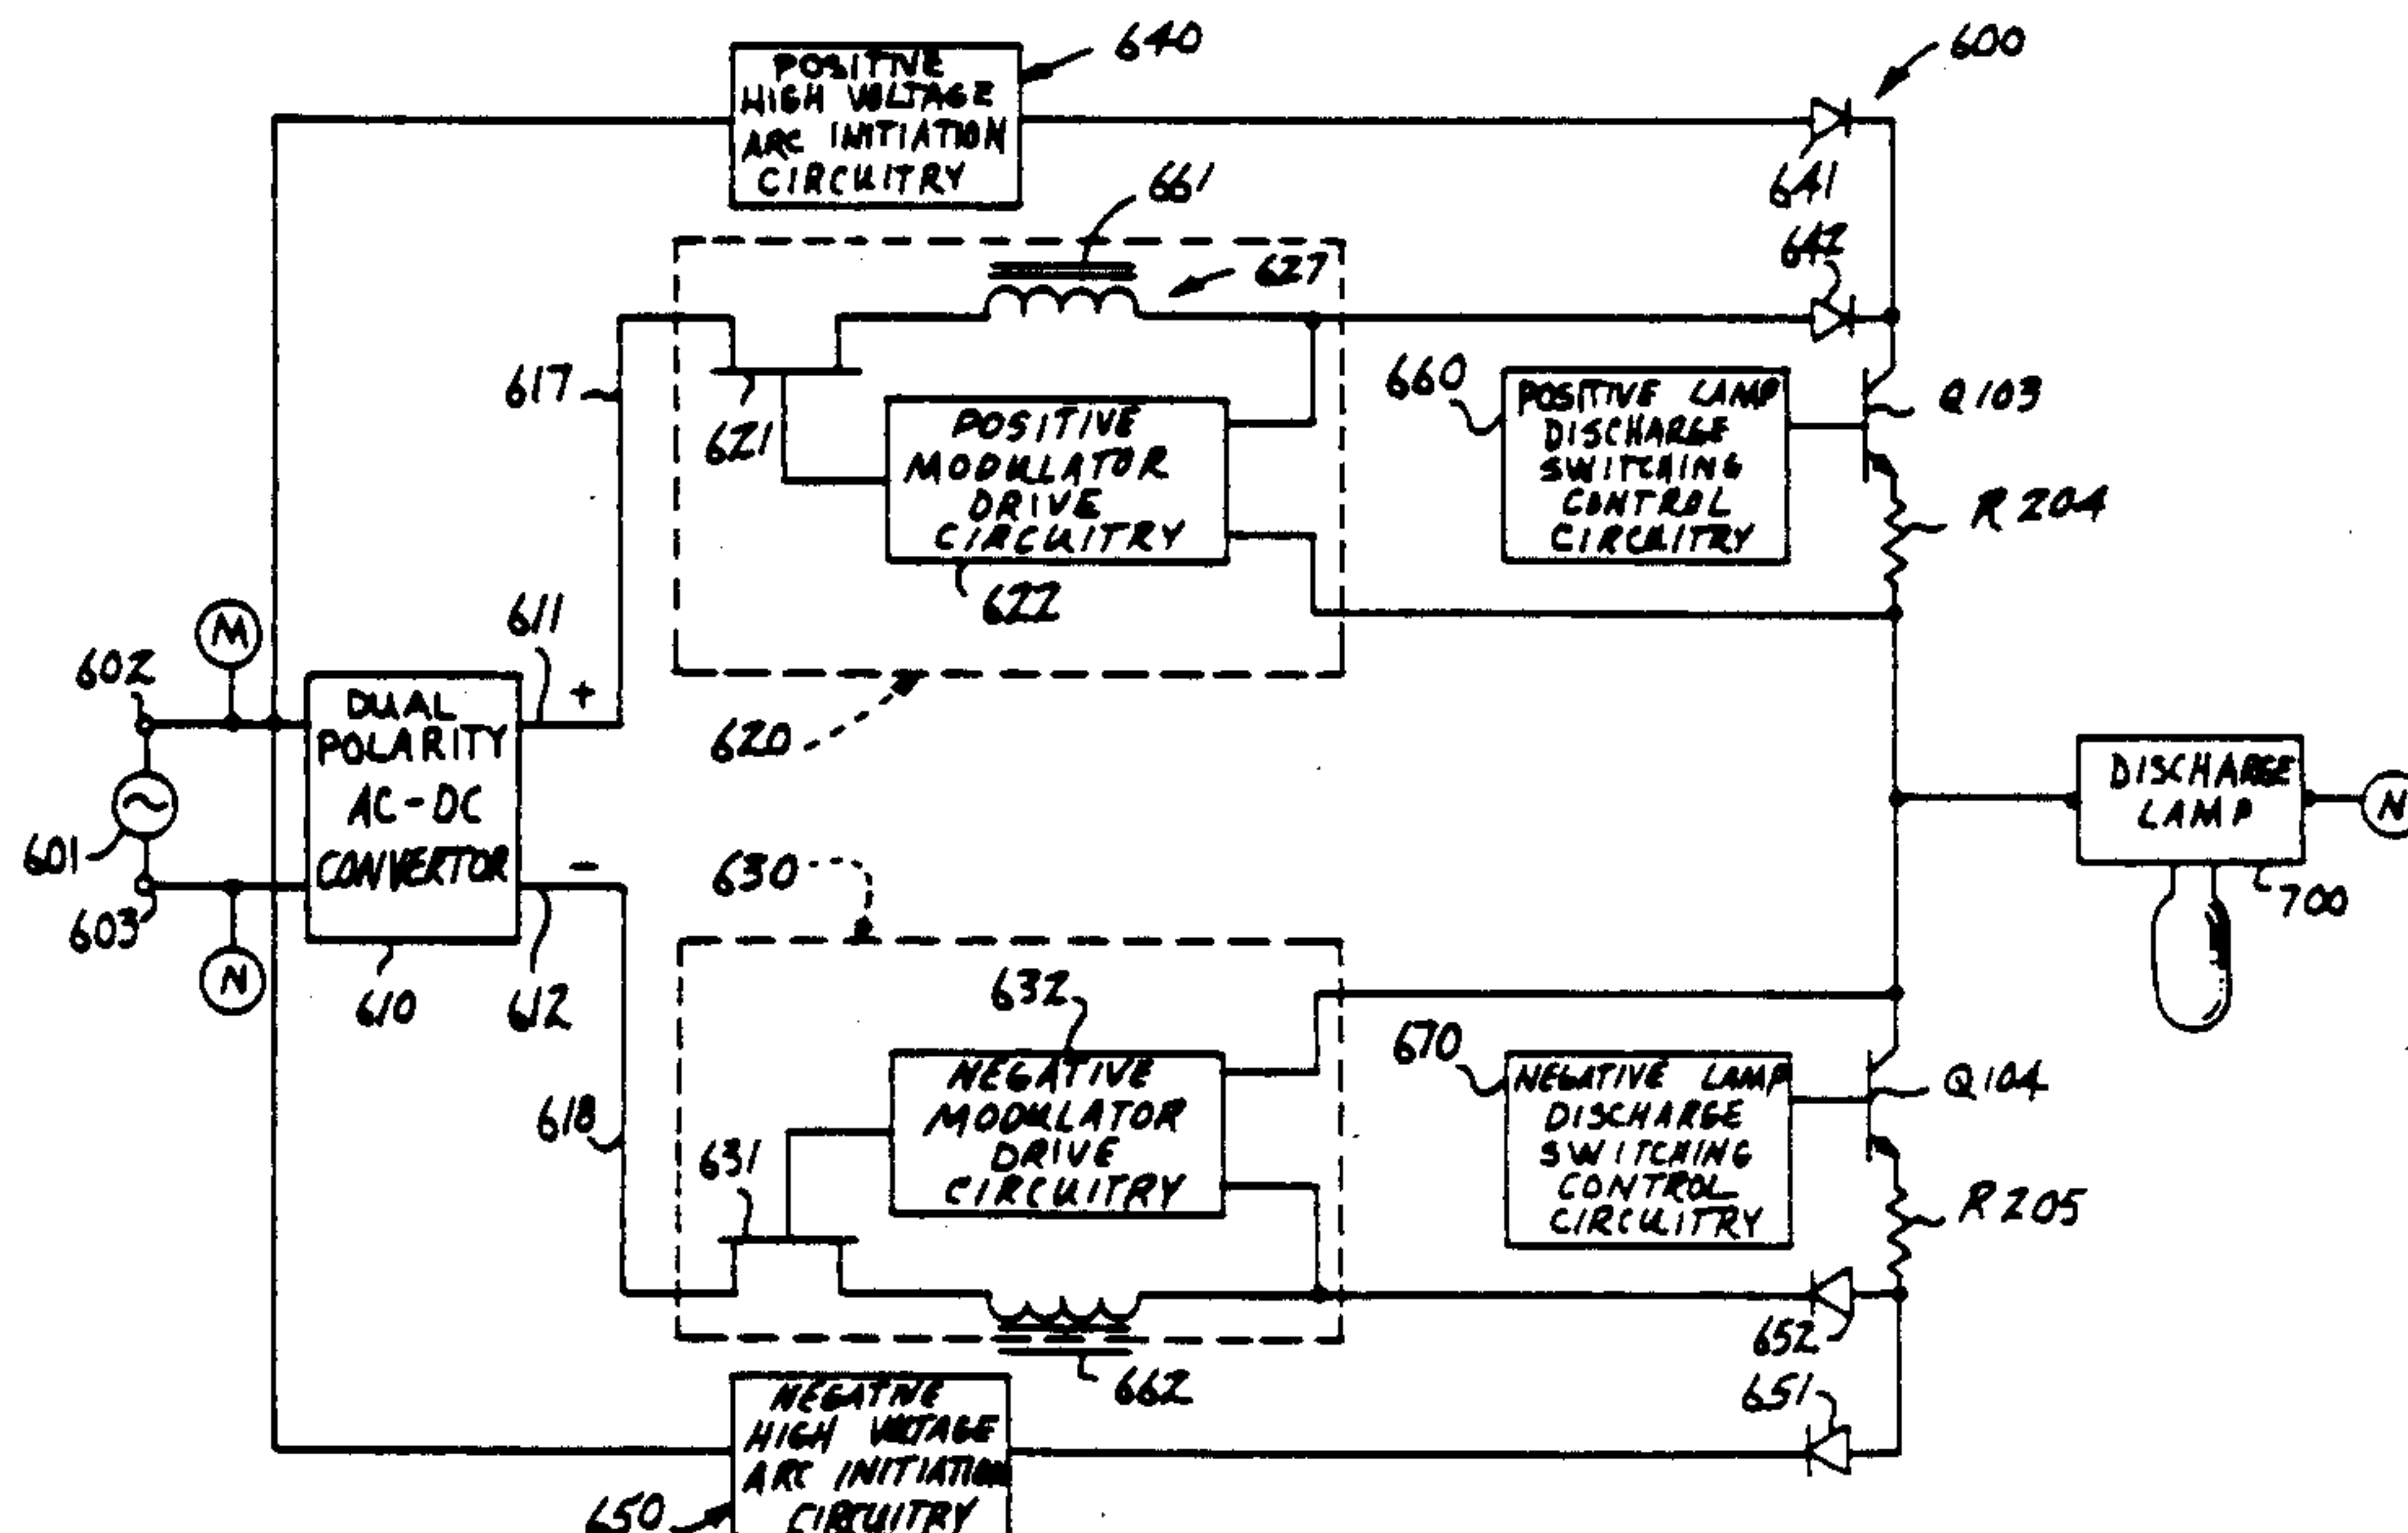 640
600
POSITIVE
HIGH VOLTAGE
ARC INITIATION
CIRCUITRY
641
661
627
642
617
621
POSITIVE
MODULATOR
DRIVE
CIRCUITRY
622
660
POSITIVE LAMP
DISCHARGE
SWITCHING
CONTROL
CIRCUITRY
Q103
R204
M
602
611
+
620
DUAL
POLARITY
AC-DC
CONVERTOR
601
603
N
610
612
-
630
DISCHARGE
LAMP
N
700
632
NEGATIVE
MODULATOR
DRIVE
CIRCUITRY
618
631
670
NEGATIVE LAMP
DISCHARGE
SWITCHING
CONTROL
CIRCUITRY
Q104
R205
652
662
651
NEGATIVE
HIGH VOLTAGE
ARC INITIATION
CIRCUITRY
650